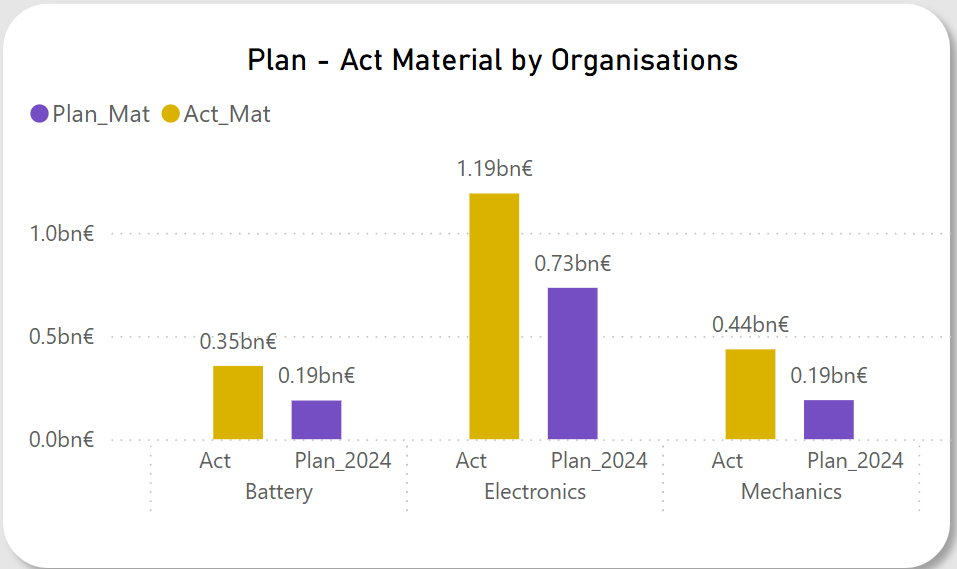 Plan - Act Material by Organisations
Plan_Mat Act_Mat
1.19bn€
1.0bn€
0.73bn€
0.5bn€
0.44bn€
0.35bn€
0.19bn€
0.19bn€
0.0bn€
Act Plan_2024 Act Plan_2024 Act Plan_2024
Battery Electronics Mechanics